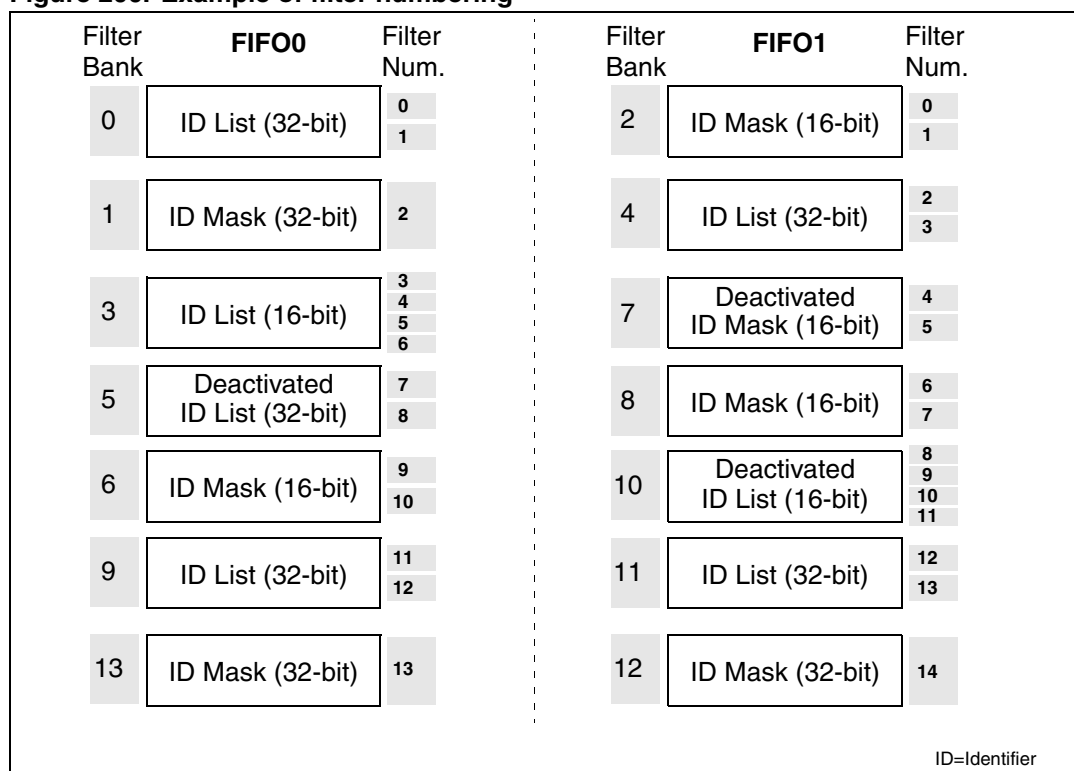 Figure Example of filter numbering
Filter Bank
FIFO0
Filter Num.
0
ID List (32-bit)
0
1
1
ID Mask (32-bit)
2
3
ID List (16-bit)
3
4
5
6
5
Deactivated
ID List (32-bit)
7
8
6
ID Mask (16-bit)
9
10
9
ID List (32-bit)
11
12
13
ID Mask (32-bit)
13
Filter Bank
FIFO1
Filter Num.
2
ID Mask (16-bit)
0
1
4
ID List (32-bit)
2
3
7
Deactivated
ID Mask (16-bit)
4
5
8
ID Mask (16-bit)
6
7
10
Deactivated
ID List (16-bit)
8
9
10
11
11
ID List (32-bit)
12
13
12
ID Mask (32-bit)
14
ID=Identifier